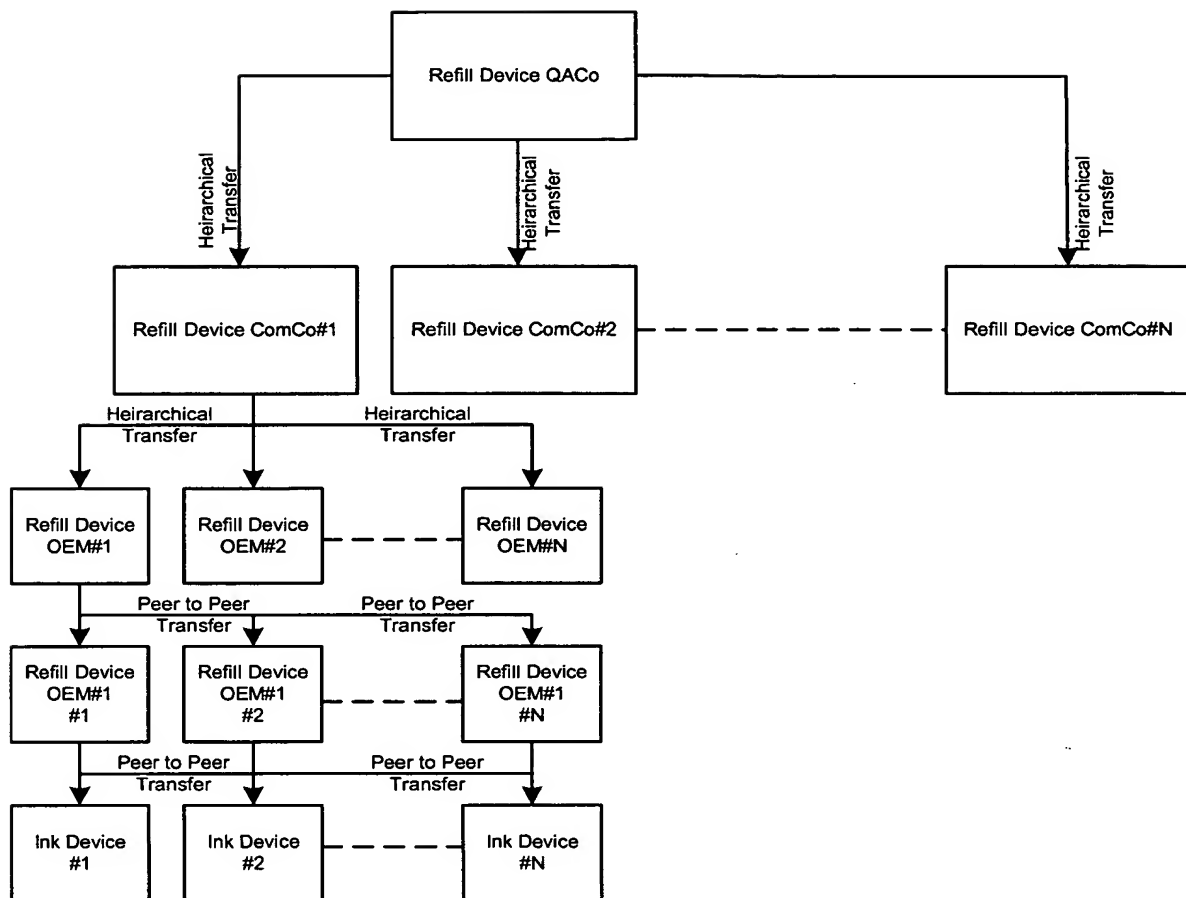 Refill Device QACo
Heirarchical
Transfer
Heirarchical
Transfer
Heirarchical
Transfer
Refill Device ComCo#1
Refill Device ComCo#2
Refill Device ComCo#N
Heirarchical
Transfer
Heirarchical
Transfer
Refill Device
OEM#1
Refill Device
OEM#2
Refill Device
OEM#N
Peer to Peer
Transfer
Peer to Peer
Transfer
Refill Device
OEM#1
#1
Refill Device
OEM#1
#2
Refill Device
OEM#1
#N
Peer to Peer
Transfer
Peer to Peer
Transfer
Ink Device
#1
Ink Device
#2
Ink Device
#N